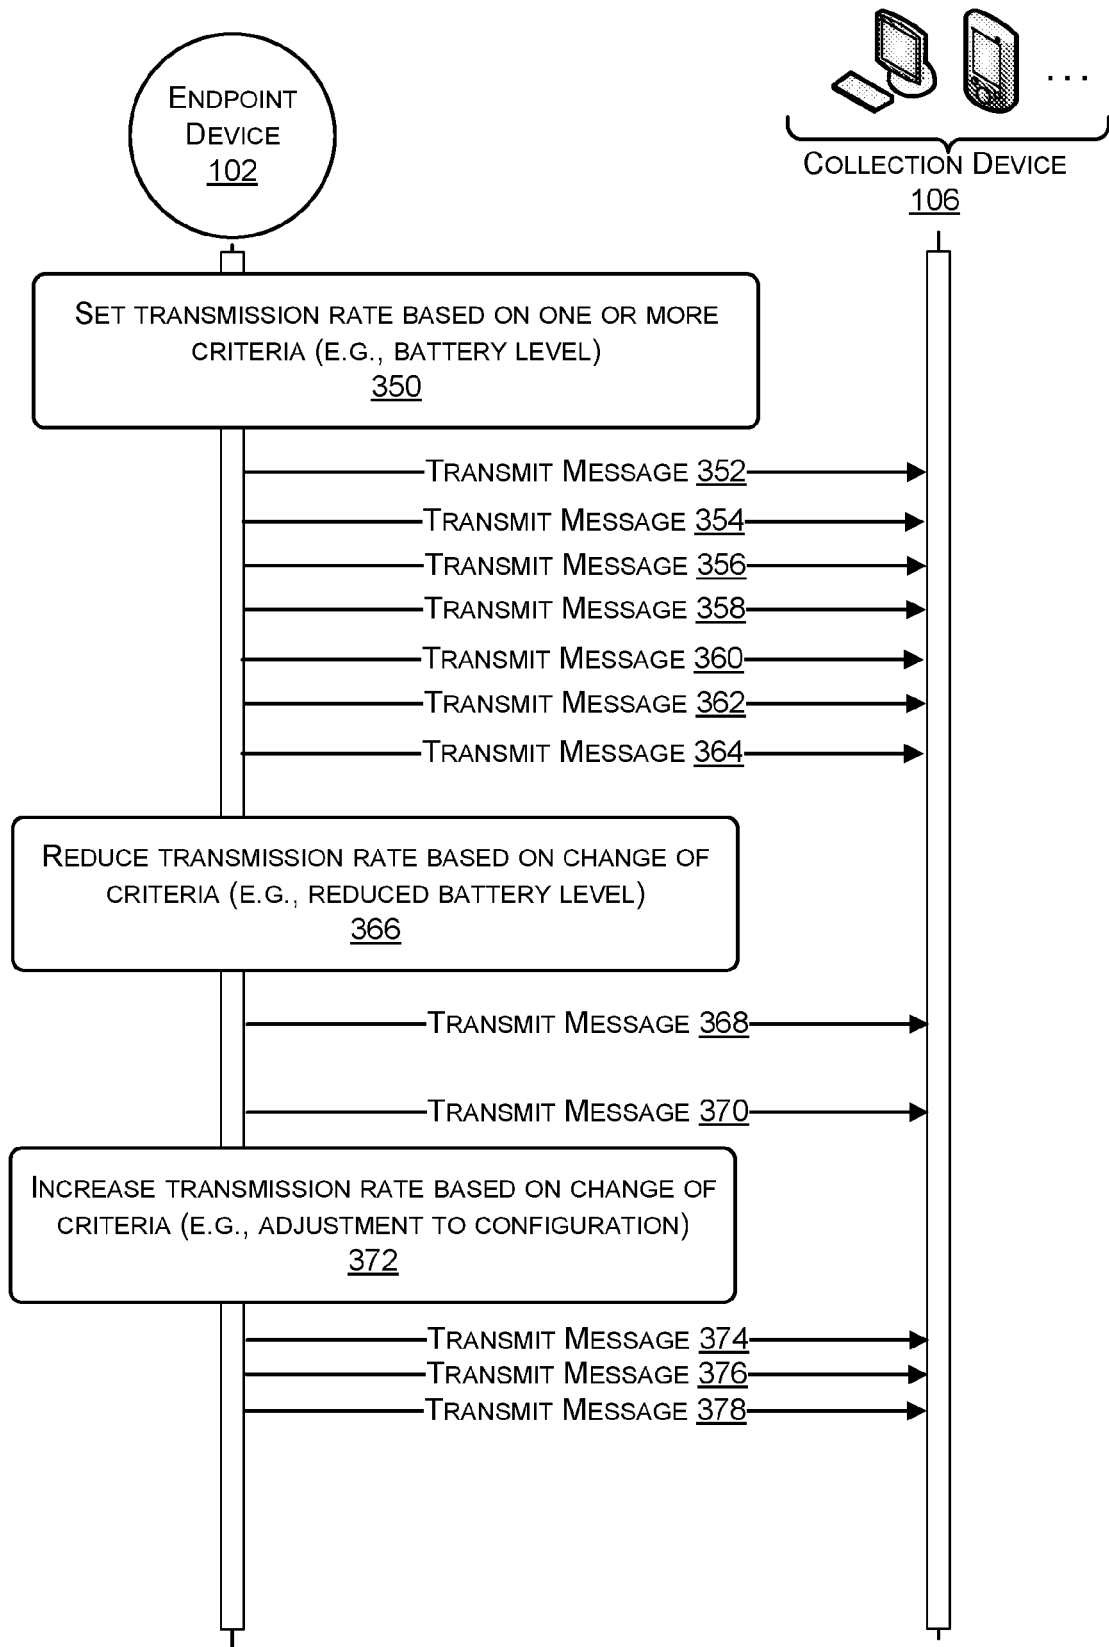 ENDPOINT
DEVICE
102
...
COLLECTION DEVICE
106
SET TRANSMISSION RATE BASED ON ONE OR MORE
CRITERIA (E.G., BATTERY LEVEL)
350
TRANSMIT MESSAGE 352
TRANSMIT MESSAGE 354
TRANSMIT MESSAGE 356
TRANSMIT MESSAGE 358
TRANSMIT MESSAGE 360
TRANSMIT MESSAGE 362
TRANSMIT MESSAGE 364
REDUCE TRANSMISSION RATE BASED ON CHANGE OF
CRITERIA (E.G., REDUCED BATTERY LEVEL)
366
TRANSMIT MESSAGE 368
TRANSMIT MESSAGE 370
INCREASE TRANSMISSION RATE BASED ON CHANGE OF
CRITERIA (E.G., ADJUSTMENT TO CONFIGURATION)
372
TRANSMIT MESSAGE 374
TRANSMIT MESSAGE 376
TRANSMIT MESSAGE 378